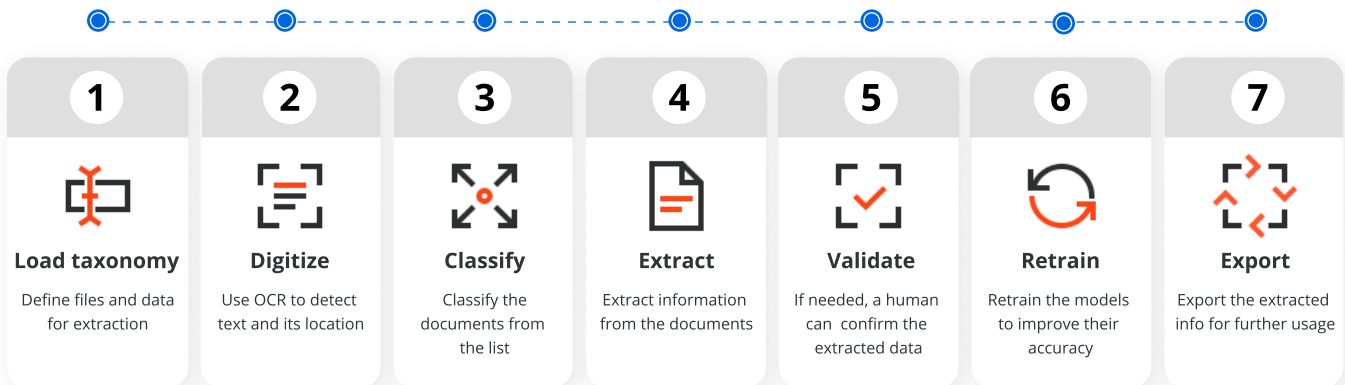 1
Load taxonomy
Define files and data
for extraction
2
Digitize
Use OCR to detect
text and its location
3
Classify
Classify the
documents from
the list
4
Extract
Extract information
from the documents
5
Validate
If needed, a human
can confirm the
extracted data
6
Retrain
Retrain the models
to improve their
accuracy
7
Export
Export the extracted
info for further usage